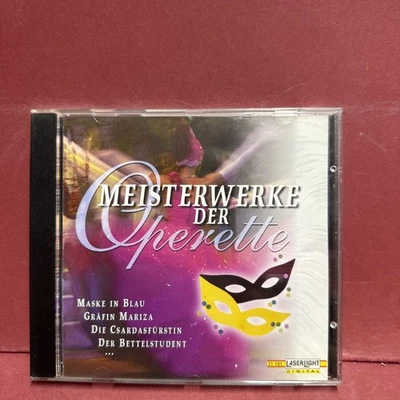 MEISTERWERKE
DER
Operette
MASKE IN BLAU
GRÄFIN MARIZA
DIE CSARDASFÜRSTIN
DER BETTELSTUDENT
...
LASERLIGHT
DIGITAL